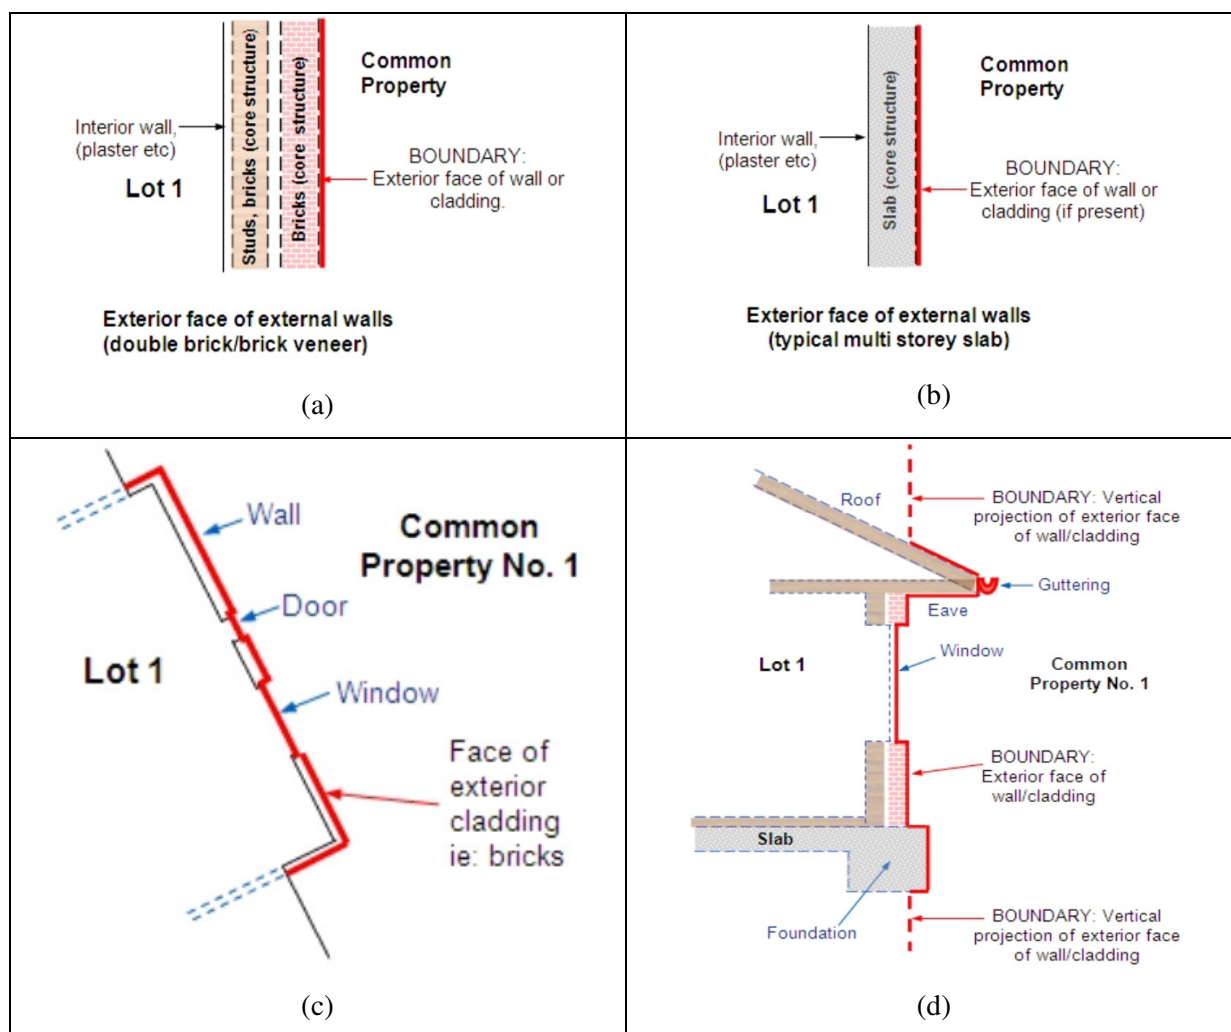 Common
Property
Interior wall,
(plaster etc)
Lot 1
Studs, bricks (core structure)
Bricks (core structure)
BOUNDARY:
Exterior face of wall or
cladding.
Exterior face of external walls
(double brick/brick veneer)
(a)
Common
Property
Interior wall,
(plaster etc)
Lot 1
Slab (core structure)
BOUNDARY:
Exterior face of wall or
cladding (if present)
Exterior face of external walls
(typical multi storey slab)
(b)
Wall
Common
Property No. 1
Door
Lot 1
Window
Face of
exterior
cladding
ie: bricks
(c)
Roof
BOUNDARY: Vertical
projection of exterior face
of wall/cladding
Guttering
Eave
Lot 1
Window
Common
Property No. 1
BOUNDARY:
Exterior face of
wall/cladding
Slab
Foundation
BOUNDARY: Vertical
projection of exterior face
of wall/cladding
(d)